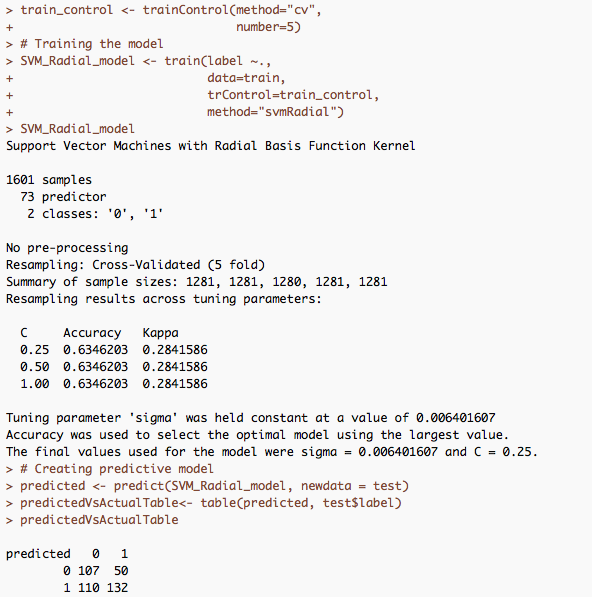 > train_control <- trainControl(method="cv",
+                               number=5)
> # Training the model
> SVM_Radial_model <- train(label ~.,
+                           data=train,
+                           trControl=train_control,
+                           method="svmRadial")
> SVM_Radial_model
Support Vector Machines with Radial Basis Function Kernel

1601 samples
  73 predictor
   2 classes: '0', '1'

No pre-processing
Resampling: Cross-Validated (5 fold)
Summary of sample sizes: 1281, 1281, 1280, 1281, 1281
Resampling results across tuning parameters:

  C     Accuracy   Kappa
  0.25  0.6346203  0.2841586
  0.50  0.6346203  0.2841586
  1.00  0.6346203  0.2841586

Tuning parameter 'sigma' was held constant at a value of 0.006401607
Accuracy was used to select the optimal model using the largest value.
The final values used for the model were sigma = 0.006401607 and C = 0.25.
> # Creating predictive model
> predicted <- predict(SVM_Radial_model, newdata = test)
> predictedVsActualTable<- table(predicted, test$label)
> predictedVsActualTable

predicted   0   1
        0 107  50
        1 110 132